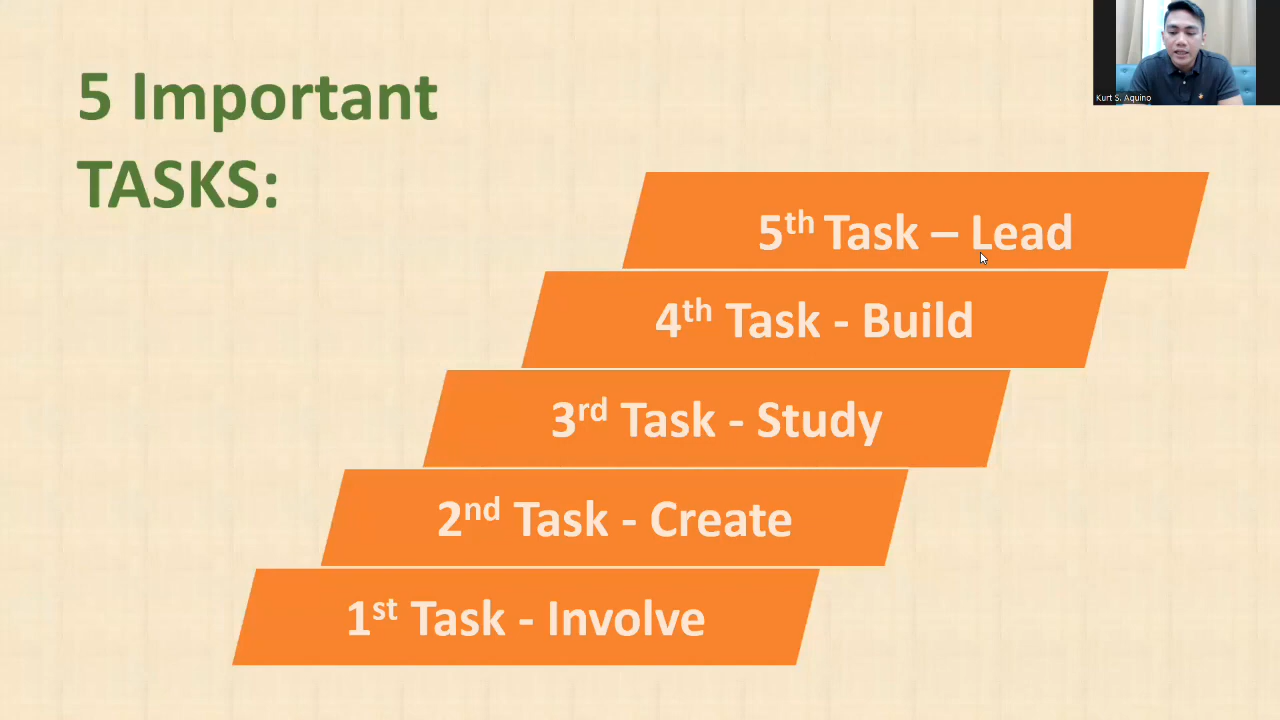 5 Important
TASKS:
Kurt S. Aquino
5th Task – Lead
4th Task - Build
3rd Task - Study
2nd Task - Create
1st Task - Involve